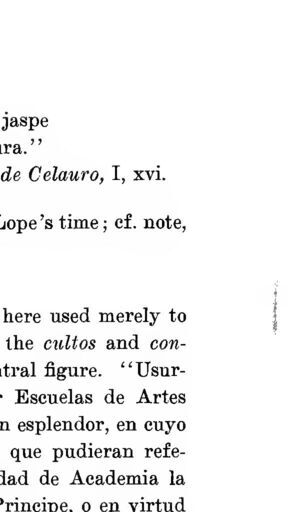 jaspe
ura.”
de Celauro, I, xvi.
Lope’s time; cf. note,
here used merely to
the cultos and con-
ntral figure. “Usur-
Escuelas de Artes
n esplendor, en cuyo
que pudieran refe-
dad de Academia la
Principe, o en virtud